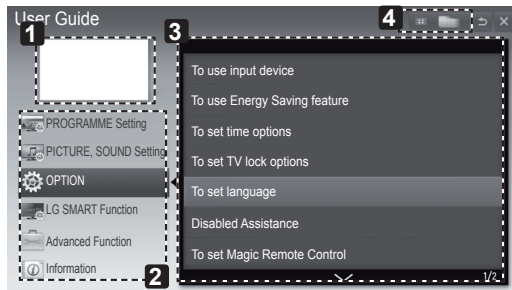 User Guide
1
3
4
To use input device
To use Energy Saving feature
To set time options
To set TV lock options
To set language
Disabled Assistance
To set Magic Remote Control
1/2
PROGRAMME Setting
PICTURE, SOUND Setting
OPTION
LG SMART Function
Advanced Function
Information
2